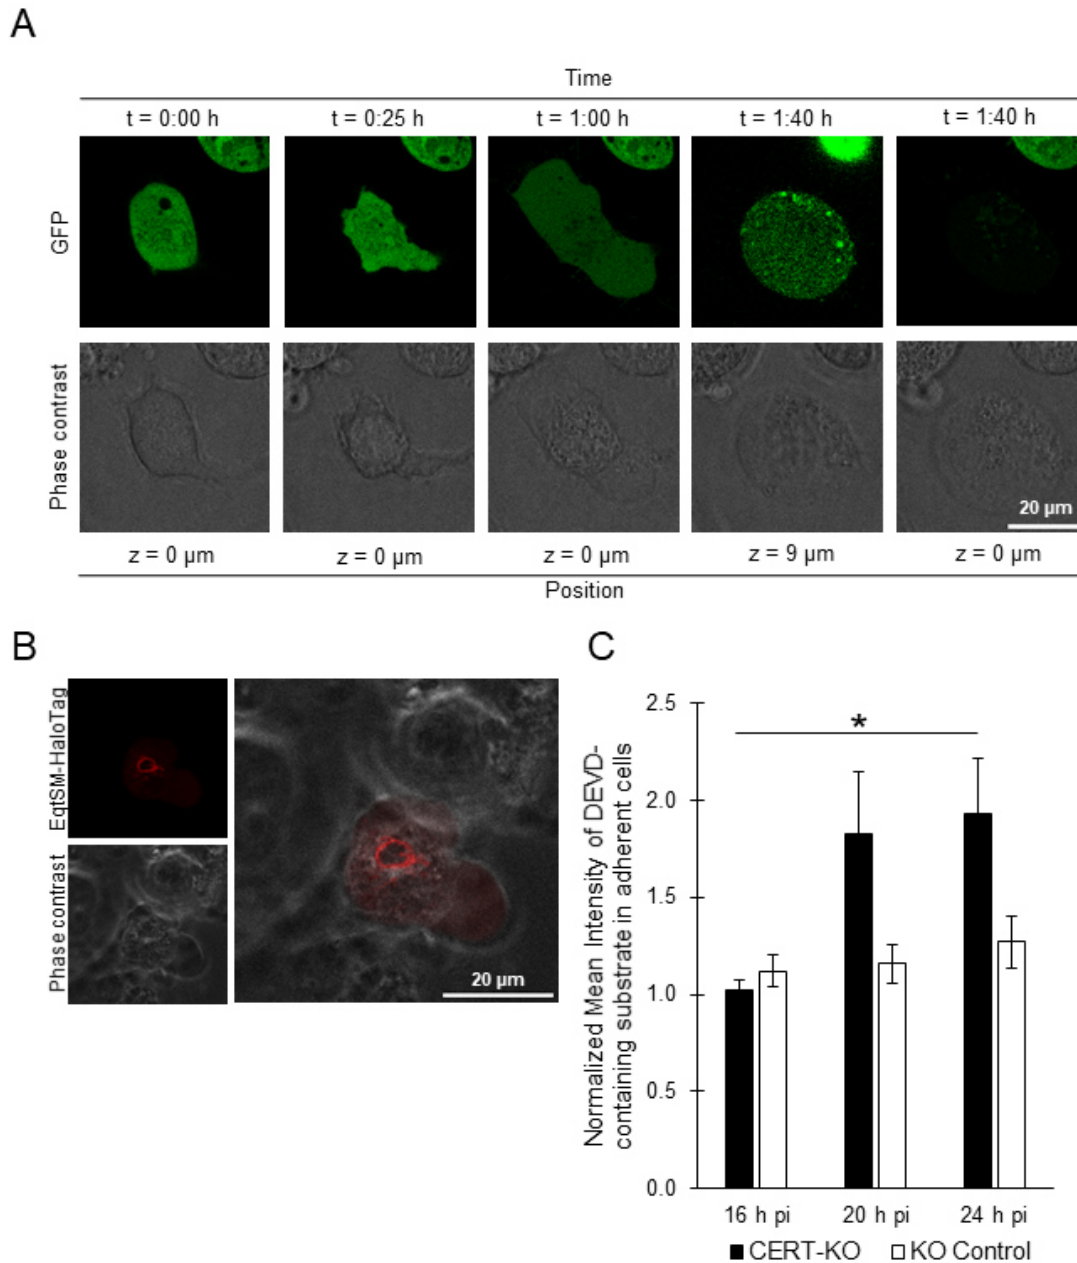 A
Time
t = 0:00 h t = 0:25 h t = 1:00 h t = 1:40 h t = 1:40 h
GFP
Phase contrast
20 µm
z = 0 µm z = 0 µm z = 0 µm z = 9 µm z = 0 µm
Position
B
EqtSM-HaloTag
Phase contrast
20 µm
C
Normalized Mean Intensity of DEVD-
containing substrate in adherent cells
2.5
2.0
1.5
1.0
0.5
0.0
*
16 h pi 20 h pi 24 h pi
CERT-KO KO Control